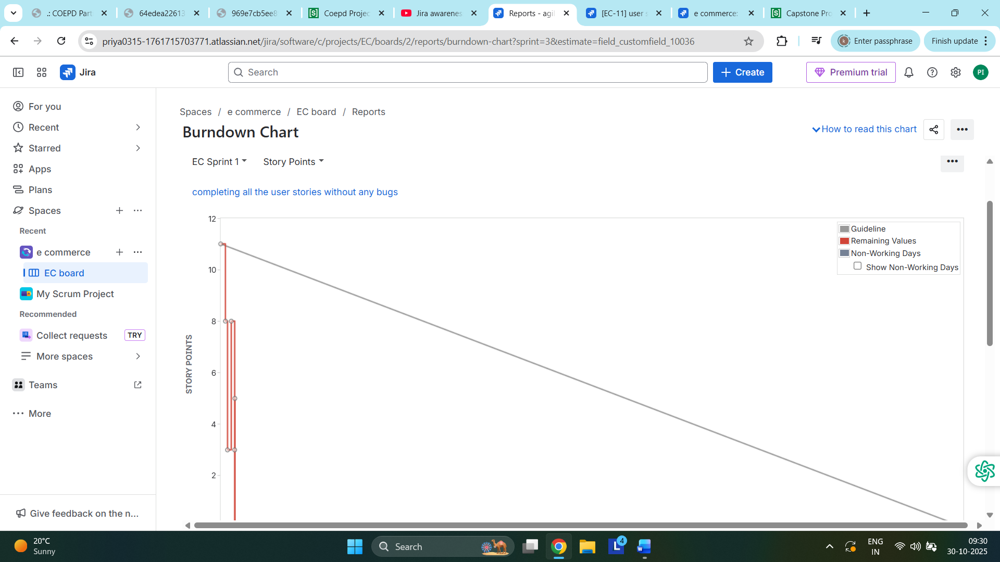 .: COEPD Part
64edea22613
969e7cb5ee8
Coepd Projec
Jira awarenes
Reports - agil
[EC-11] user s
e commerce:
Capstone Pro
priya0315-1761715703771.atlassian.net/jira/software/c/projects/EC/boards/2/reports/burndown-chart?sprint=3&estimate=field_customfield_10036
k
Enter passphrase
Finish update
Jira
Search
Create
Premium trial
PI
For you
Recent
Starred
Apps
Plans
Spaces
Recent
e commerce
EC board
My Scrum Project
Recommended
Collect requests
TRY
More spaces
Teams
More
Give feedback on the n...
Spaces / e commerce / EC board / Reports
Burndown Chart
How to read this chart
EC Sprint 1
Story Points
completing all the user stories without any bugs
STORY POINTS
12
10
8
6
4
2
Guideline
Remaining Values
Non-Working Days
Show Non-Working Days
20°C
Sunny
Search
L
4
W
ENG
IN
09:30
30-10-2025